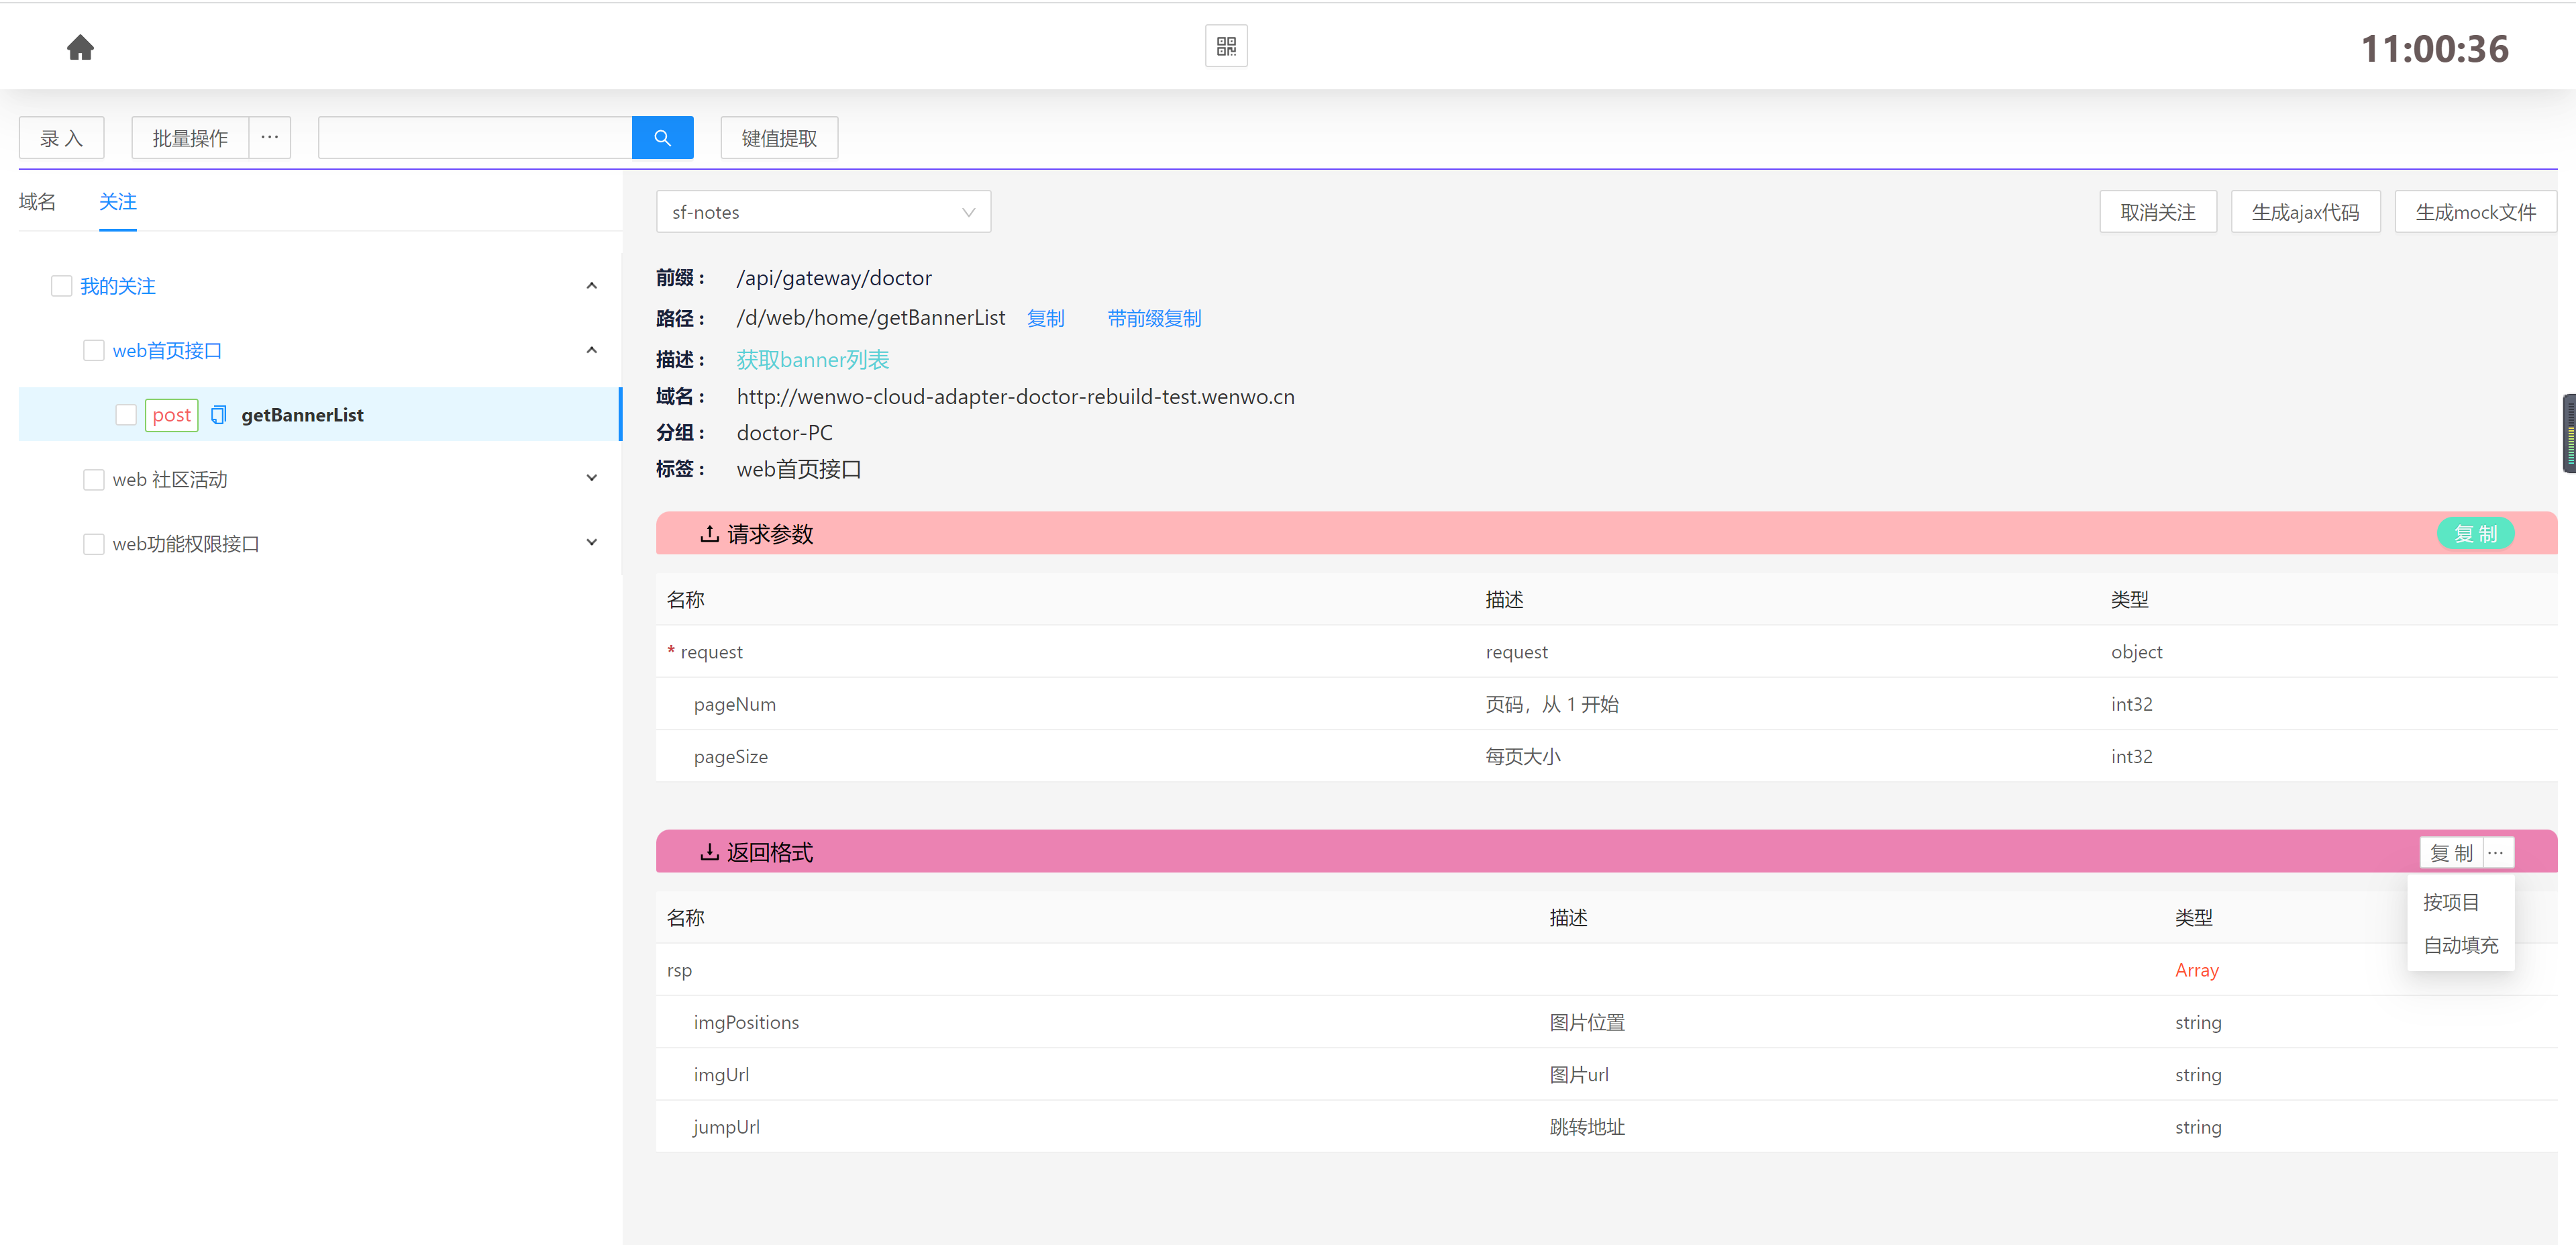 11:00:36
录 入
批量操作 ···
键值提取
域名 关注
我的关注
web首页接口
post getBannerList
web 社区活动
web功能权限接口
sf-notes
取消关注 生成ajax代码 生成mock文件
前缀： /api/gateway/doctor
路径： /d/web/home/getBannerList 复制 带前缀复制
描述： 获取banner列表
域名： http://wenwo-cloud-adapter-doctor-rebuild-test.wenwo.cn
分组： doctor-PC
标签： web首页接口
请求参数 复 制
名称 描述 类型
* request request object
pageNum 页码，从 1 开始 int32
pageSize 每页大小 int32
返回格式 复 制 ···
按项目
自动填充
名称 描述 类型
rsp Array
imgPositions 图片位置 string
imgUrl 图片url string
jumpUrl 跳转地址 string